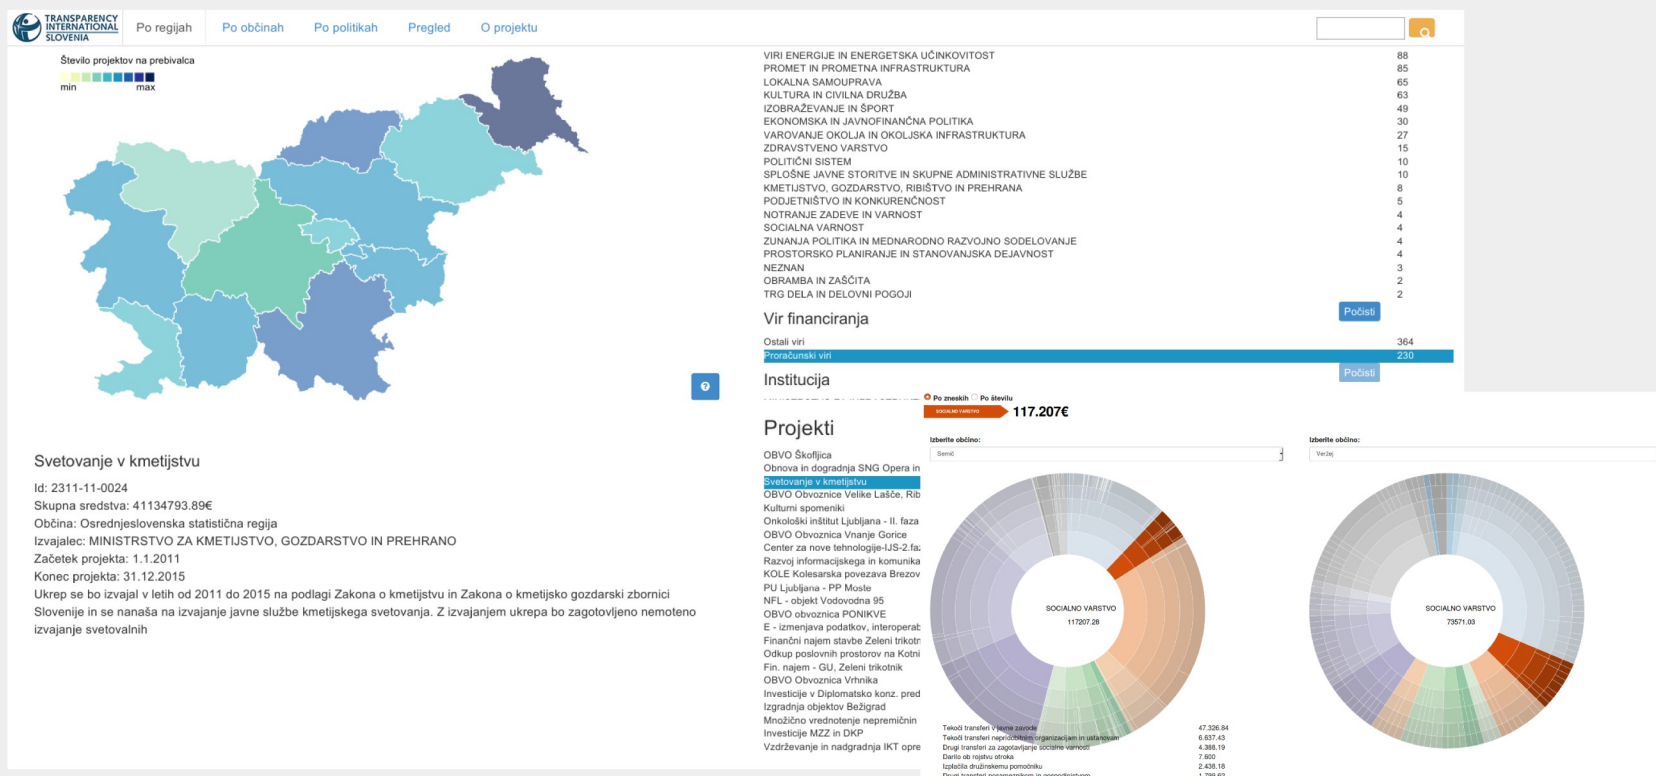 TRANSPARENCY
INTERNATIONAL
SLOVENIA
Po regijah
Po občinah
Po politikah
Pregled
O projektu
Število projektov na prebivalca
min max
VIRI ENERGIJE IN ENERGETSKA UČINKOVITOST 88
PROMET IN PROMETNA INFRASTRUKTURA 85
LOKALNA SAMOUPRAVA 65
KULTURA IN CIVILNA DRUŽBA 63
IZOBRAŽEVANJE IN ŠPORT 49
EKONOMSKA IN JAVNOFINANČNA POLITIKA 30
VAROVANJE OKOLJA IN OKOLJSKA INFRASTRUKTURA 27
ZDRAVSTVENO VARSTVO 15
POLITIČNI SISTEM 10
SPLOŠNE JAVNE STORITVE IN SKUPNE ADMINISTRATIVNE SLUŽBE 10
KMETIJSTVO, GOZDARSTVO, RIBIŠTVO IN PREHRANA 8
PODJETNIŠTVO IN KONKURENČNOST 5
NOTRANJE ZADEVE IN VARNOST 4
SOCIALNA VARNOST 4
ZUNANJA POLITIKA IN MEDNARODNO RAZVOJNO SODELOVANJE 4
PROSTORSKO PLANIRANJE IN STANOVANJSKA DEJAVNOST 4
NEZNAN 3
OBRAMBA IN ZAŠČITA 2
TRG DELA IN DELOVNI POGOJI 2
Vir financiranja
Počisti
Ostali viri 364
Proračunski viri 230
Institucija
Počisti
Projekti
OBVO Škofljica
Obnova in dogradnja SNG Opera in
Svetovanje v kmetijstvu
OBVO Obvoznice Velike Lašče, Rib
Kulturni spomeniki
Onkološki inštitut Ljubljana - II. faza
OBVO Obvoznica Vnanje Gorice
Center za nove tehnologije-IJS-2.fa
Razvoj informacijskega in komunika
KOLE Kolesarska povezava Brezov
PU Ljubljana - PP Moste
NFL - objekt Vodovodna 95
OBVO obvoznica PONIKVE
E - izmenjava podatkov, interoperab
Finančni najem stavbe Zeleni trikotn
Odkup poslovnih prostorov na Kotni
Fin. najem - GU, Zeleni trikotnik
OBVO Obvoznica Vrhnika
Investicije v Diplomatsko konz. pred
Izgradnja objektov Bežigrad
Množično vrednotenje nepremičnin
Investicije MZZ in DKP
Vzdrževanje in nadgradnja IKT opre
Svetovanje v kmetijstvu
Id: 2311-11-0024
Skupna sredstva: 41134793.89€
Občina: Osrednjeslovenska statistična regija
Izvajalec: MINISTRSTVO ZA KMETIJSTVO, GOZDARSTVO IN PREHRANO
Začetek projekta: 1.1.2011
Konec projekta: 31.12.2015
Ukrep se bo izvajal v letih od 2011 do 2015 na podlagi Zakona o kmetijstvu in Zakona o kmetijsko gozdarski zbornici
Slovenije in se nanaša na izvajanje javne službe kmetijskega svetovanja. Z izvajanjem ukrepa bo zagotovljeno nemoteno
izvajanje svetovalnih
Po zneskih Po številu
SOCIALNO VARSTVO 117.207€
Izberite občino:
Semič
SOCIALNO VARSTVO
117207.28
Izberite občino:
Veržej
SOCIALNO VARSTVO
73571.03
Tekoči transferi v javne zavode 47.326.84
Tekoči transferi nepridobitnim organizacijam in ustanovam 6.637,43
Drugi transferi za zagotavljanje socialne varnosti 4.388,19
Darilo ob rojstvu otroka 7.600
Izplačila družinskemu pomočniku 2.438,18